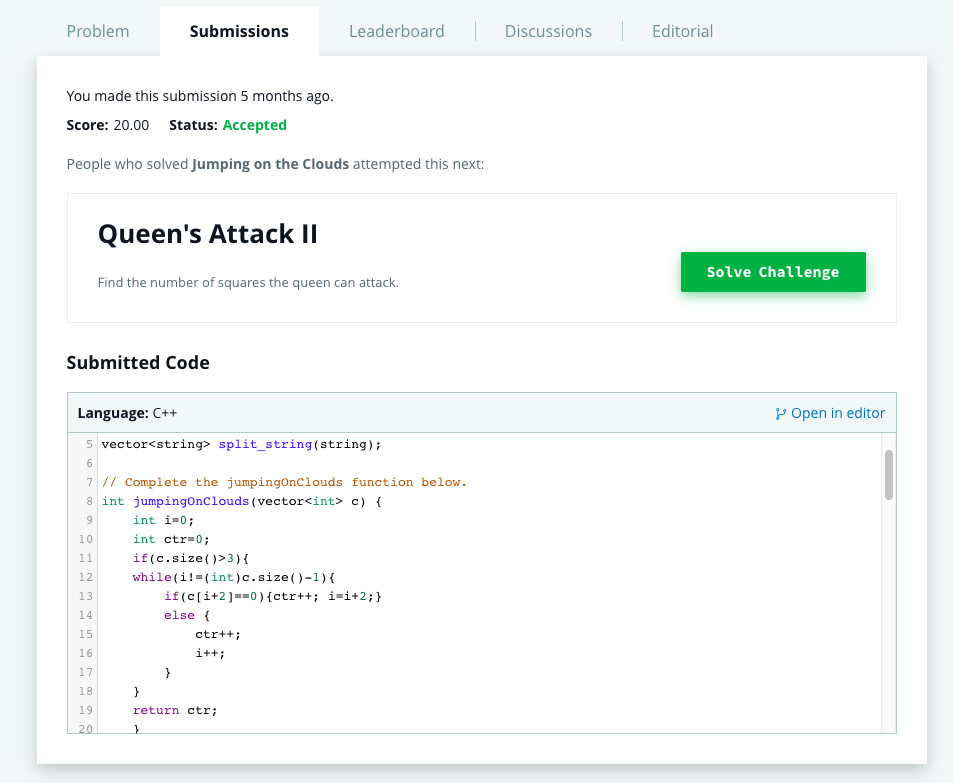 Problem Submissions Leaderboard Discussions Editorial
You made this submission 5 months ago.
Score: 20.00 Status: Accepted
People who solved Jumping on the Clouds attempted this next:
Queen's Attack II
Find the number of squares the queen can attack.
Solve Challenge
Submitted Code
Language: C++ Open in editor
5 vector<string> split_string(string);
6
7 // Complete the jumpingOnClouds function below.
8 int jumpingOnClouds(vector<int> c) {
9     int i=0;
10     int ctr=0;
11     if(c.size()>3){
12     while(i!=(int)c.size()-1){
13         if(c[i+2]==0){ctr++; i=i+2;}
14         else {
15             ctr++;
16             i++;
17         }
18     }
19     return ctr;
20     }